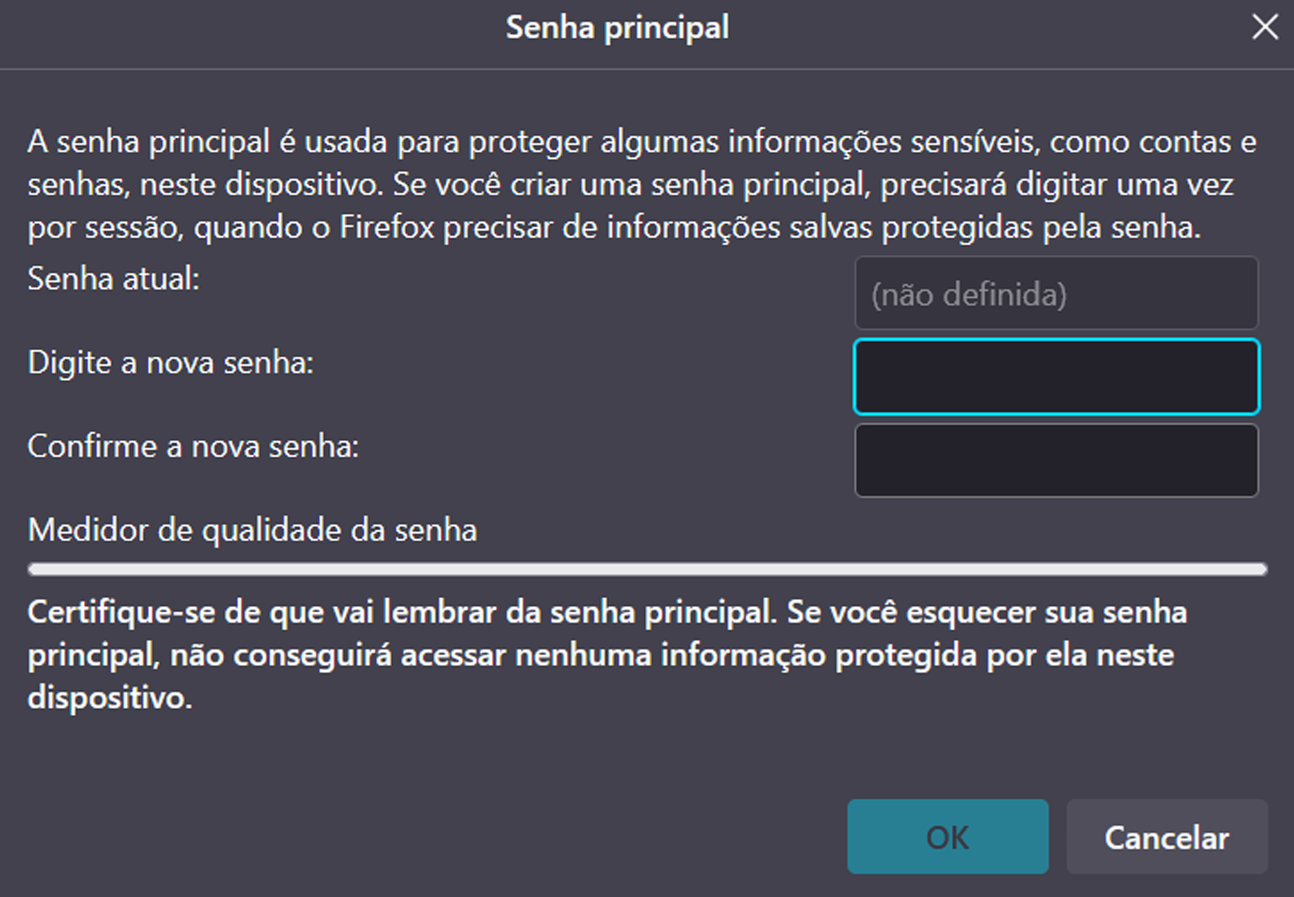 Senha principal
A senha principal é usada para proteger algumas informações sensíveis, como contas e
senhas, neste dispositivo. Se você criar uma senha principal, precisará digitar uma vez
por sessão, quando o Firefox precisar de informações salvas protegidas pela senha.
Senha atual:
(não definida)
Digite a nova senha:
Confirme a nova senha:
Medidor de qualidade da senha
Certifique-se de que vai lembrar da senha principal. Se você esquecer sua senha
principal, não conseguirá acessar nenhuma informação protegida por ela neste
dispositivo.
OK
Cancelar